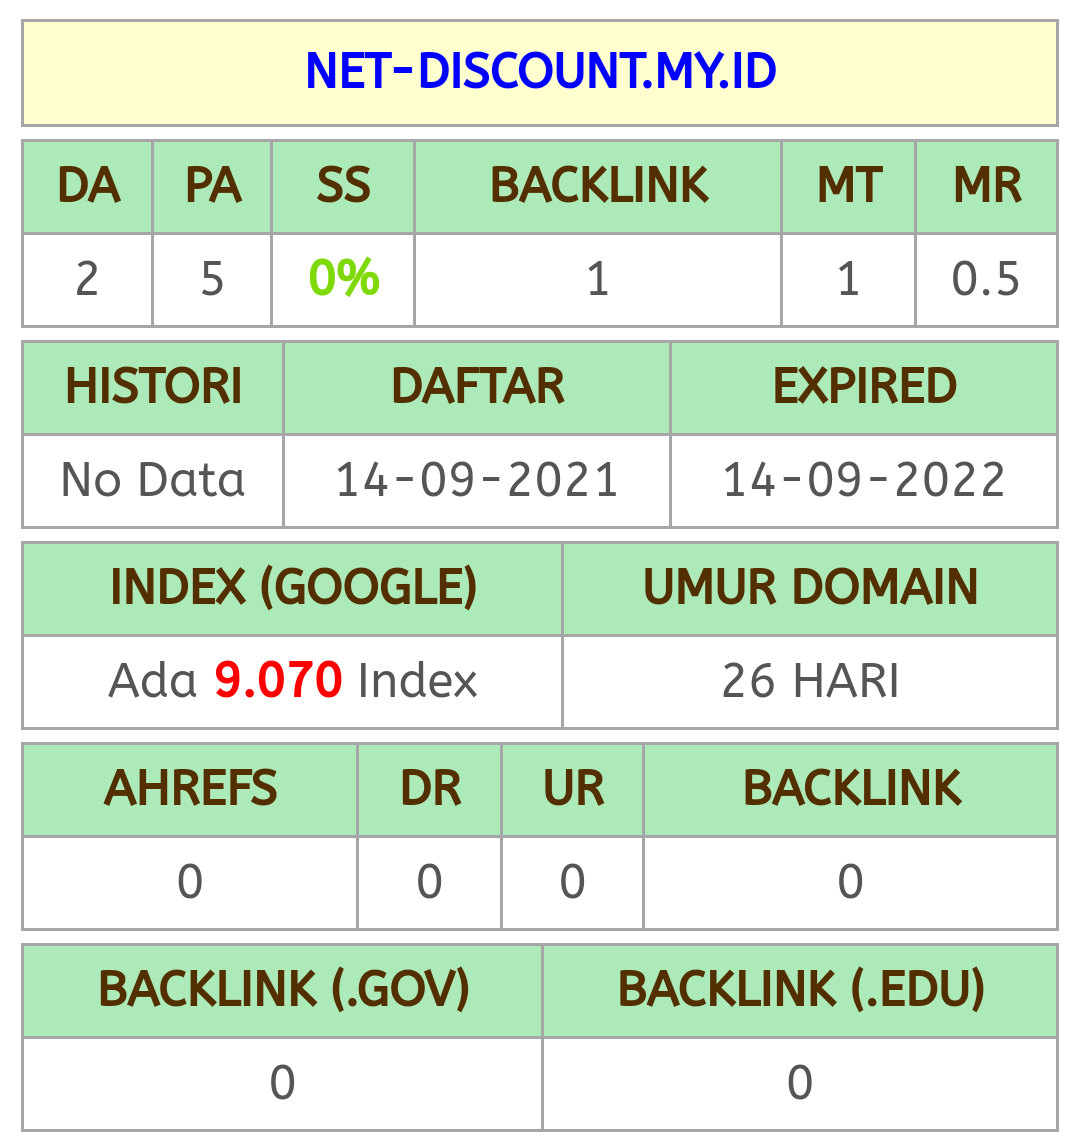 NET-DISCOUNT.MY.ID
DA PA SS BACKLINK MT MR
2 5 0% 1 1 0.5
HISTORI DAFTAR EXPIRED
No Data 14-09-2021 14-09-2022
INDEX (GOOGLE) UMUR DOMAIN
Ada 9.070 Index 26 HARI
AHREFS DR UR BACKLINK
0 0 0 0
BACKLINK (.GOV) BACKLINK (.EDU)
0 0